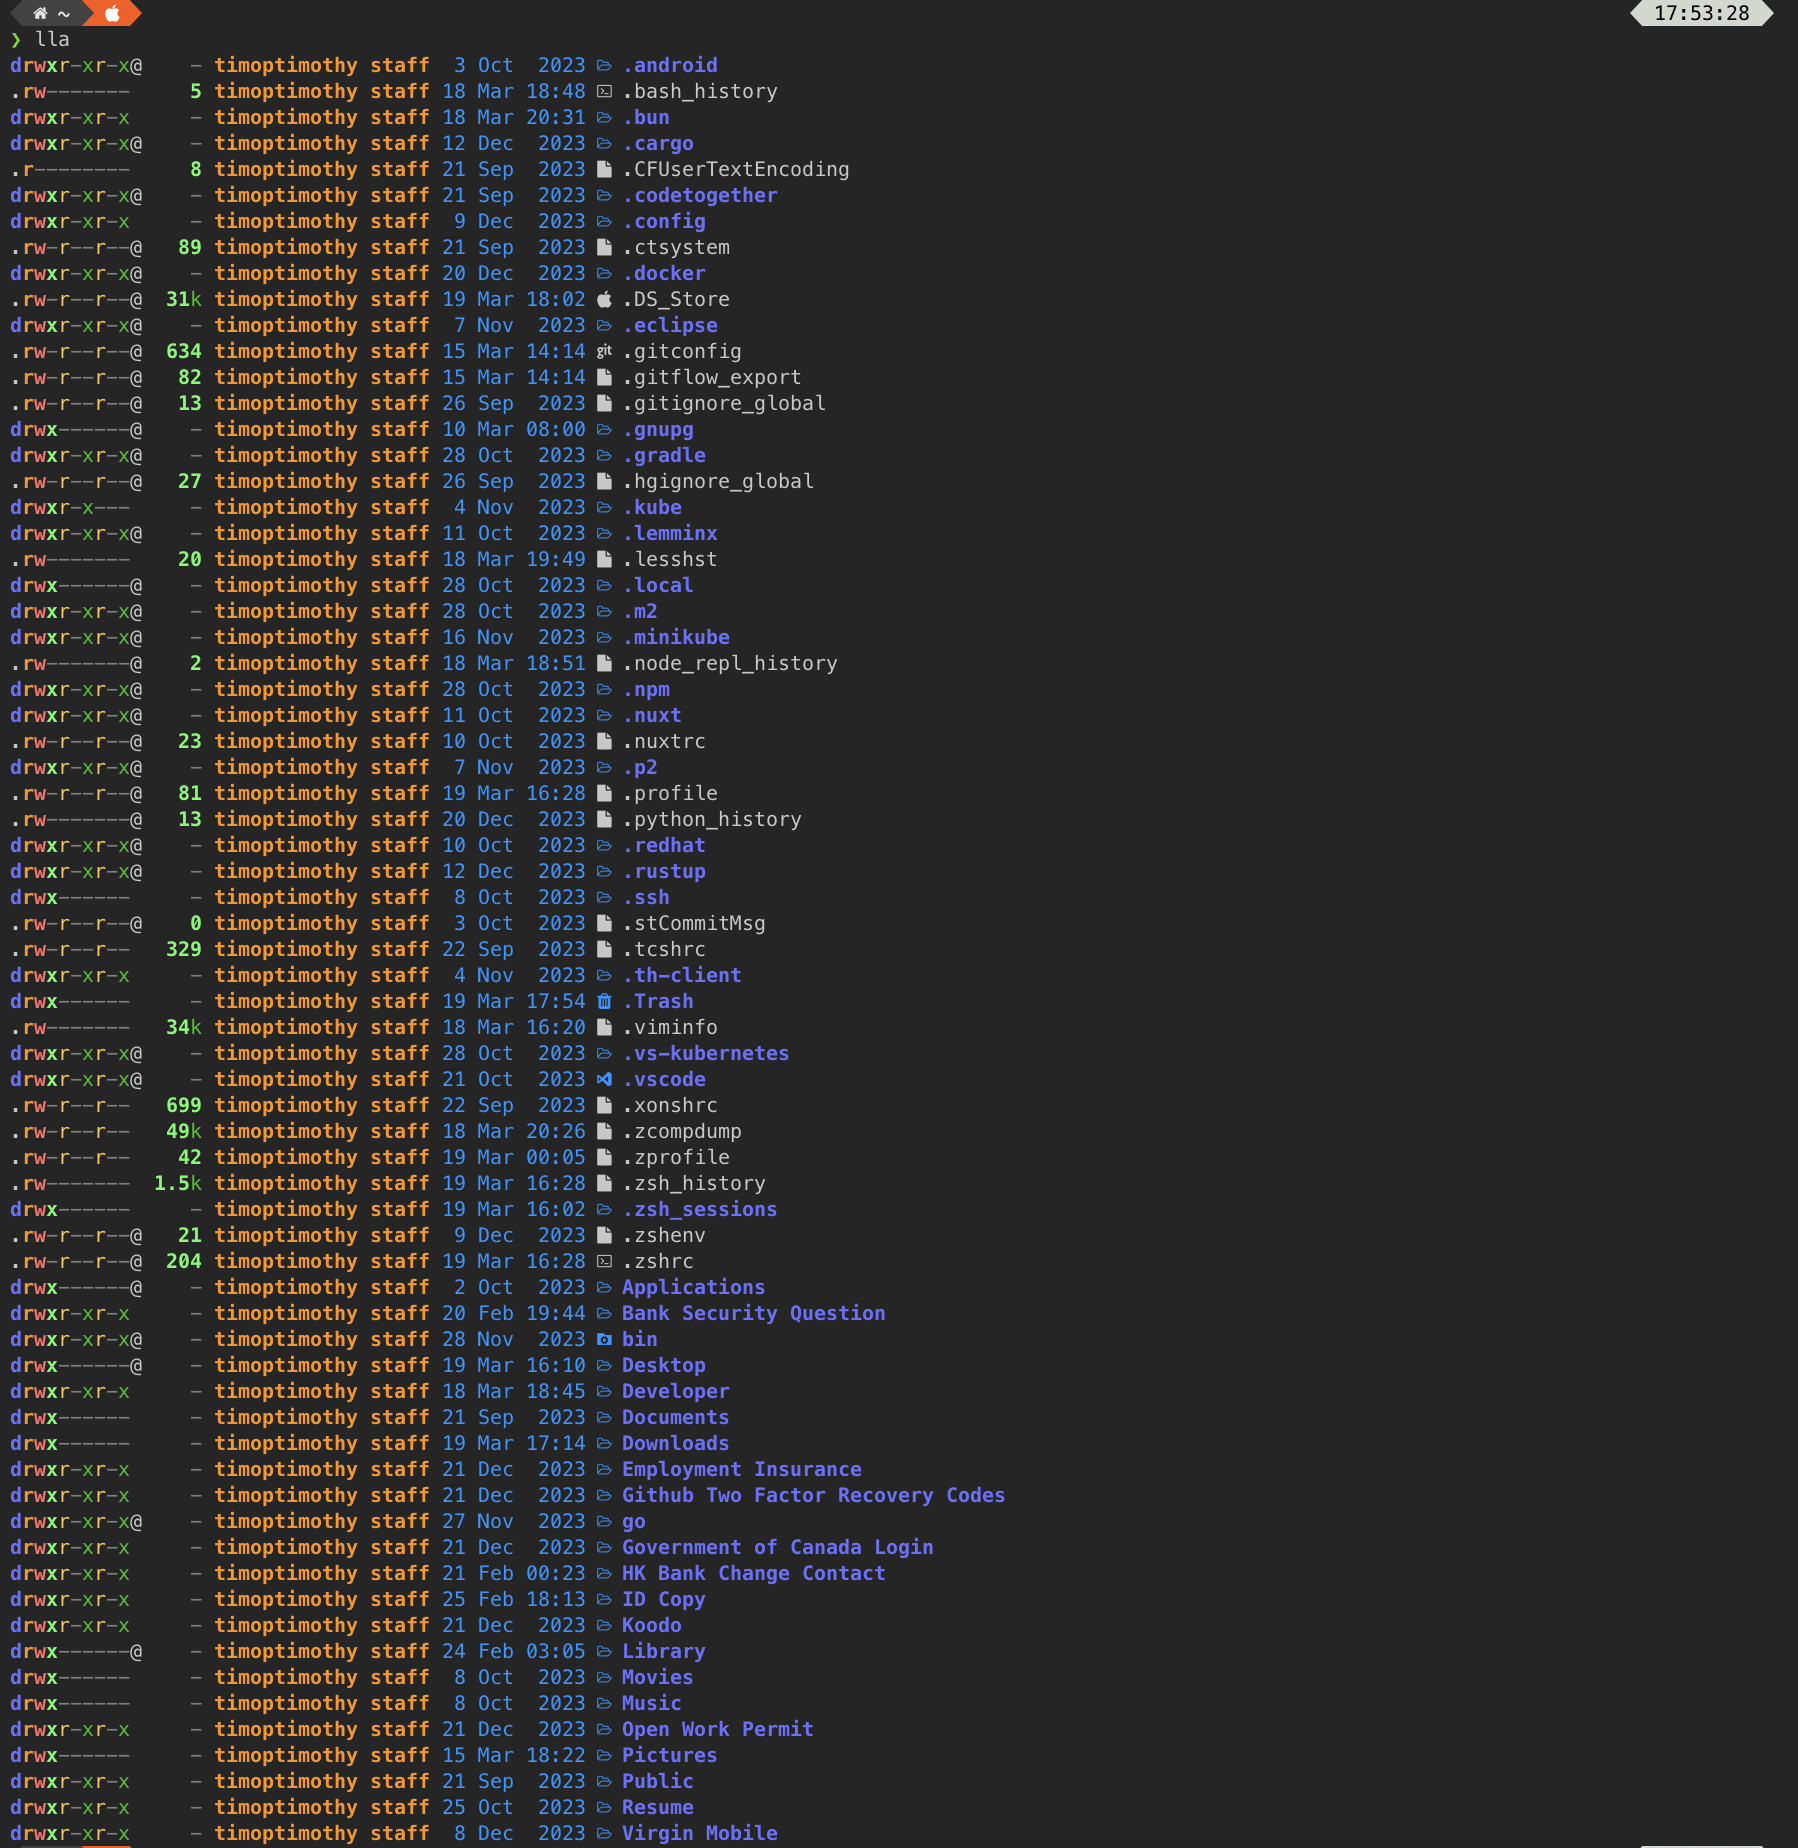 ~ 17:53:28
❯ lla
drwxr-xr-x@ - timoptimothy staff 3 Oct 2023 .android
.rw------- 5 timoptimothy staff 18 Mar 18:48 .bash_history
drwxr-xr-x - timoptimothy staff 18 Mar 20:31 .bun
drwxr-xr-x@ - timoptimothy staff 12 Dec 2023 .cargo
.r-------- 8 timoptimothy staff 21 Sep 2023 .CFUserTextEncoding
drwxr-xr-x@ - timoptimothy staff 21 Sep 2023 .codetogether
drwxr-xr-x - timoptimothy staff 9 Dec 2023 .config
.rw-r--r--@ 89 timoptimothy staff 21 Sep 2023 .ctsystem
drwxr-xr-x@ - timoptimothy staff 20 Dec 2023 .docker
.rw-r--r--@ 31k timoptimothy staff 19 Mar 18:02 .DS_Store
drwxr-xr-x@ - timoptimothy staff 7 Nov 2023 .eclipse
.rw-r--r--@ 634 timoptimothy staff 15 Mar 14:14 git .gitconfig
.rw-r--r--@ 82 timoptimothy staff 15 Mar 14:14 .gitflow_export
.rw-r--r--@ 13 timoptimothy staff 26 Sep 2023 .gitignore_global
drwx------@ - timoptimothy staff 10 Mar 08:00 .gnupg
drwxr-xr-x@ - timoptimothy staff 28 Oct 2023 .gradle
.rw-r--r--@ 27 timoptimothy staff 26 Sep 2023 .hgignore_global
drwxr-x--- - timoptimothy staff 4 Nov 2023 .kube
drwxr-xr-x@ - timoptimothy staff 11 Oct 2023 .lemminx
.rw------- 20 timoptimothy staff 18 Mar 19:49 .lesshst
drwx------@ - timoptimothy staff 28 Oct 2023 .local
drwxr-xr-x@ - timoptimothy staff 28 Oct 2023 .m2
drwxr-xr-x@ - timoptimothy staff 16 Nov 2023 .minikube
.rw-------@ 2 timoptimothy staff 18 Mar 18:51 .node_repl_history
drwxr-xr-x@ - timoptimothy staff 28 Oct 2023 .npm
drwxr-xr-x@ - timoptimothy staff 11 Oct 2023 .nuxt
.rw-r--r--@ 23 timoptimothy staff 10 Oct 2023 .nuxtrc
drwxr-xr-x@ - timoptimothy staff 7 Nov 2023 .p2
.rw-r--r--@ 81 timoptimothy staff 19 Mar 16:28 .profile
.rw-------@ 13 timoptimothy staff 20 Dec 2023 .python_history
drwxr-xr-x@ - timoptimothy staff 10 Oct 2023 .redhat
drwxr-xr-x@ - timoptimothy staff 12 Dec 2023 .rustup
drwx------ - timoptimothy staff 8 Oct 2023 .ssh
.rw-r--r--@ 0 timoptimothy staff 3 Oct 2023 .stCommitMsg
.rw-r--r-- 329 timoptimothy staff 22 Sep 2023 .tcshrc
drwxr-xr-x - timoptimothy staff 4 Nov 2023 .th-client
drwx------ - timoptimothy staff 19 Mar 17:54 .Trash
.rw------- 34k timoptimothy staff 18 Mar 16:20 .viminfo
drwxr-xr-x@ - timoptimothy staff 28 Oct 2023 .vs-kubernetes
drwxr-xr-x@ - timoptimothy staff 21 Oct 2023 .vscode
.rw-r--r-- 699 timoptimothy staff 22 Sep 2023 .xonshrc
.rw-r--r-- 49k timoptimothy staff 18 Mar 20:26 .zcompdump
.rw-r--r-- 42 timoptimothy staff 19 Mar 00:05 .zprofile
.rw------- 1.5k timoptimothy staff 19 Mar 16:28 .zsh_history
drwx------ - timoptimothy staff 19 Mar 16:02 .zsh_sessions
.rw-r--r--@ 21 timoptimothy staff 9 Dec 2023 .zshenv
.rw-r--r--@ 204 timoptimothy staff 19 Mar 16:28 .zshrc
drwx------@ - timoptimothy staff 2 Oct 2023 Applications
drwxr-xr-x - timoptimothy staff 20 Feb 19:44 Bank Security Question
drwxr-xr-x@ - timoptimothy staff 28 Nov 2023 bin
drwx------@ - timoptimothy staff 19 Mar 16:10 Desktop
drwxr-xr-x - timoptimothy staff 18 Mar 18:45 Developer
drwx------ - timoptimothy staff 21 Sep 2023 Documents
drwx------ - timoptimothy staff 19 Mar 17:14 Downloads
drwxr-xr-x - timoptimothy staff 21 Dec 2023 Employment Insurance
drwxr-xr-x - timoptimothy staff 21 Dec 2023 Github Two Factor Recovery Codes
drwxr-xr-x@ - timoptimothy staff 27 Nov 2023 go
drwxr-xr-x - timoptimothy staff 21 Dec 2023 Government of Canada Login
drwxr-xr-x - timoptimothy staff 21 Feb 00:23 HK Bank Change Contact
drwxr-xr-x - timoptimothy staff 25 Feb 18:13 ID Copy
drwxr-xr-x - timoptimothy staff 21 Dec 2023 Koodo
drwx------@ - timoptimothy staff 24 Feb 03:05 Library
drwx------ - timoptimothy staff 8 Oct 2023 Movies
drwx------ - timoptimothy staff 8 Oct 2023 Music
drwxr-xr-x - timoptimothy staff 21 Dec 2023 Open Work Permit
drwx------ - timoptimothy staff 15 Mar 18:22 Pictures
drwxr-xr-x - timoptimothy staff 21 Sep 2023 Public
drwxr-xr-x - timoptimothy staff 25 Oct 2023 Resume
drwxr-xr-x - timoptimothy staff 8 Dec 2023 Virgin Mobile